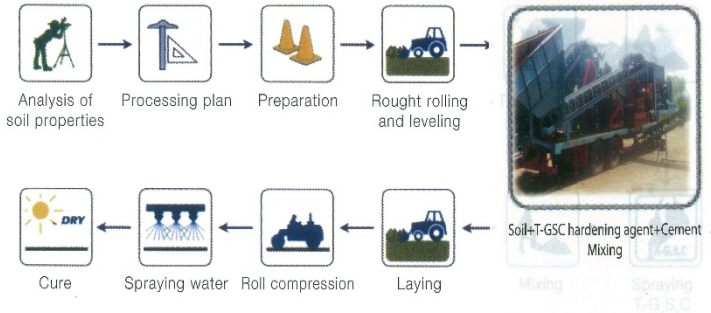 Analysis of
soil properties
Processing plan
Preparation
Rought rolling
and leveling
Soil+T-GSC hardening agent+Cement
Mixing
Laying
Roll compression
Spraying water
DRY
Cure
Mixing
Spraying
T-G,S,C